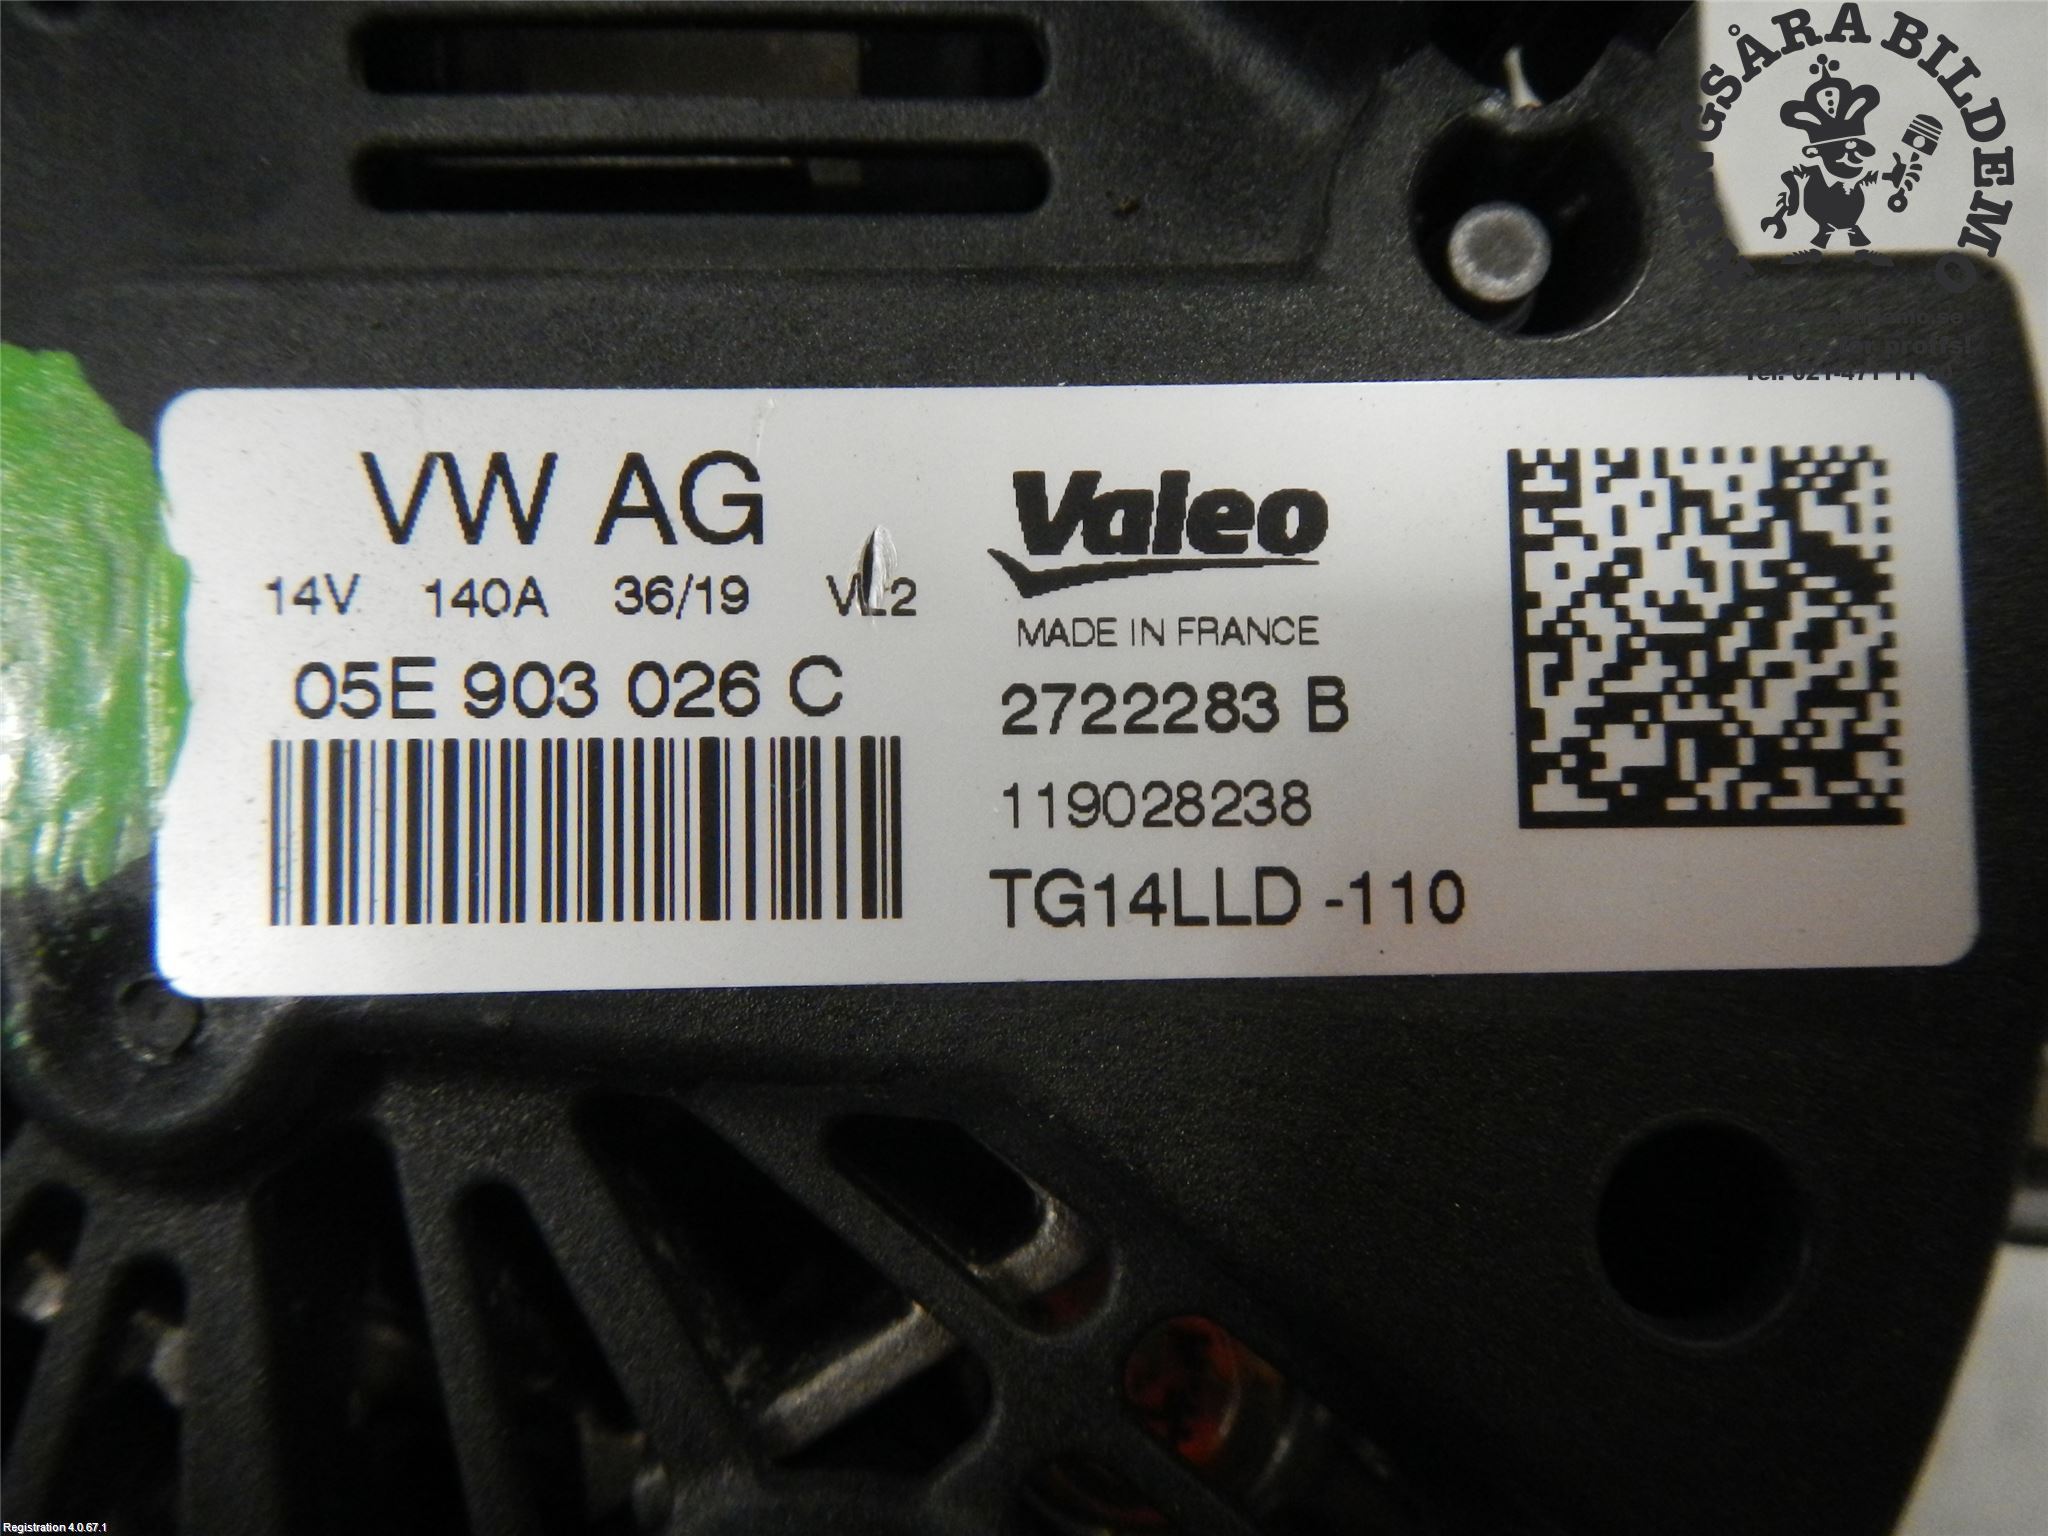 BILDEMO
VW AG
14V 140A 36/19
05E 903 026 C
Valeo
MADE IN FRANCE
2722283 B
119028238
TG14LLD -110
Registration 4.0.67.1